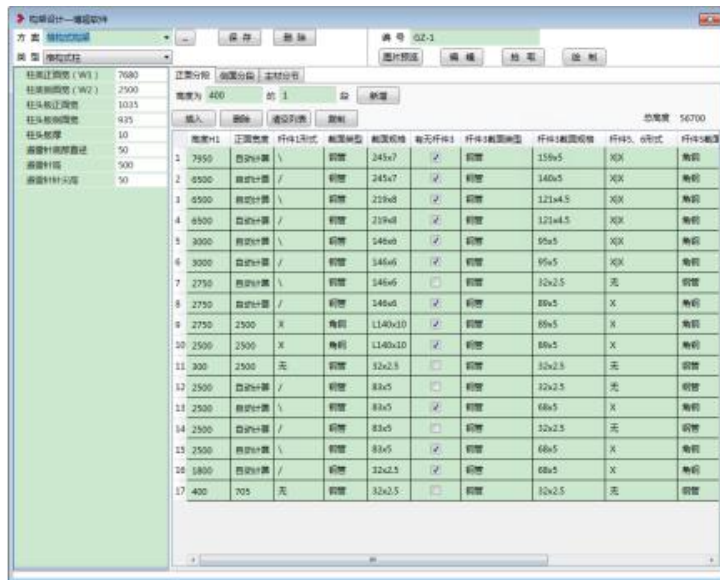 构架设计—博超软件
方 案 格构式构架 ... 保 存 删 除 编 号 GZ-1
类 型 格构式柱 图片预览 编 辑 拾 取 绘 制
柱底正面宽（W1） 7680
柱底侧面宽（W2） 2500
柱头板正面宽 1035
柱头板侧面宽 935
柱头板厚 10
避雷针底部直径 50
避雷针高 500
避雷针针尖高 50
正面分段 侧面分段 主材分节
高度为 400 的 1 段 新增
插入 删除 清空列表 复制 总高度 56700
高度H1 正面宽度 杆件1形式 截面类型 截面规格 有无杆件3 杆件3截面类型 杆件3截面规格 杆件5、6形式 杆件5截面
1 7950 自动计算 \ 钢管 245x7 钢管 159x5 X|X 角钢
2 6500 自动计算 / 钢管 245x7 钢管 140x5 X|X 角钢
3 6500 自动计算 \ 钢管 219x8 钢管 121x4.5 X|X 角钢
4 6500 自动计算 / 钢管 219x8 钢管 121x4.5 X|X 角钢
5 3000 自动计算 \ 钢管 146x6 钢管 95x5 X|X 角钢
6 3000 自动计算 / 钢管 146x6 钢管 95x5 X|X 角钢
7 2750 自动计算 \ 钢管 146x6 钢管 32x2.5 无 钢管
8 2750 自动计算 / 钢管 146x6 钢管 89x5 X 角钢
9 2750 2500 X 角钢 L140x10 钢管 89x5 X 角钢
10 2500 2500 X 角钢 L140x10 钢管 89x5 X 角钢
11 300 2500 无 钢管 32x2.5 钢管 32x2.5 无 钢管
12 2500 自动计算 / 钢管 83x5 钢管 32x2.5 无 钢管
13 2500 自动计算 \ 钢管 83x5 钢管 68x5 X 角钢
14 2500 自动计算 / 钢管 83x5 钢管 32x2.5 无 钢管
15 2500 自动计算 \ 钢管 83x5 钢管 68x5 X 角钢
16 1800 自动计算 / 钢管 32x2.5 钢管 68x5 X 角钢
17 400 705 无 钢管 32x2.5 钢管 32x2.5 无 钢管